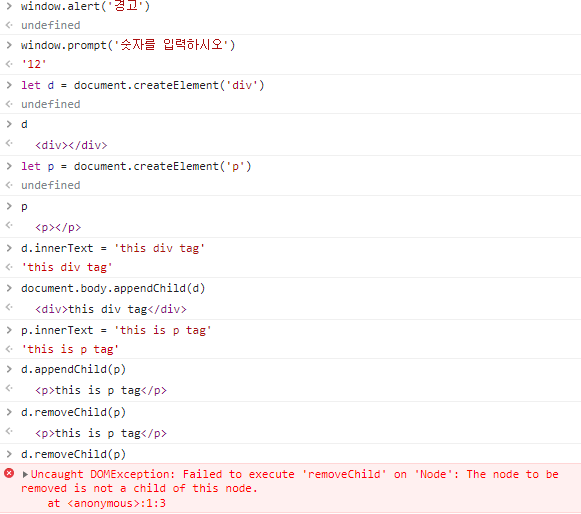 window.alert('경고')
undefined
window.prompt('숫자를 입력하시오')
'12'
let d = document.createElement('div')
undefined
d
<div></div>
let p = document.createElement('p')
undefined
p
<p></p>
d.innerText = 'this div tag'
'this div tag'
document.body.appendChild(d)
<div>this div tag</div>
p.innerText = 'this is p tag'
'this is p tag'
d.appendChild(p)
<p>this is p tag</p>
d.removeChild(p)
<p>this is p tag</p>
d.removeChild(p)
Uncaught DOMException: Failed to execute 'removeChild' on 'Node': The node to be
removed is not a child of this node.
at <anonymous>:1:3